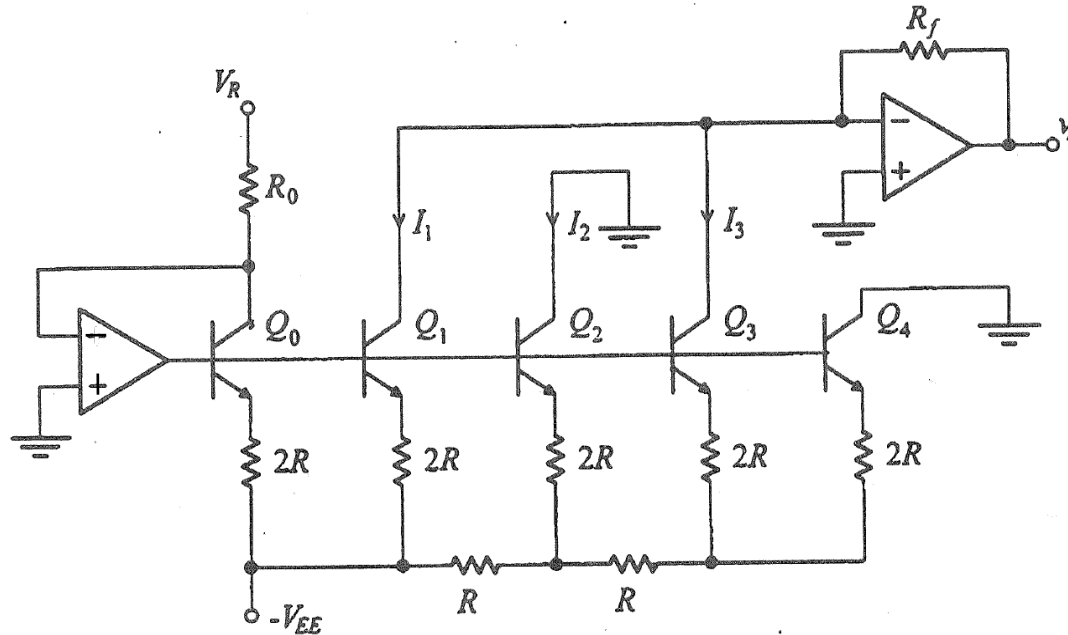 R_f
V_R
R_0
I_1
I_2
I_3
Q_0
Q_1
Q_2
Q_3
Q_4
−
+
−
+
2R
2R
2R
2R
2R
R
R
-V_EE